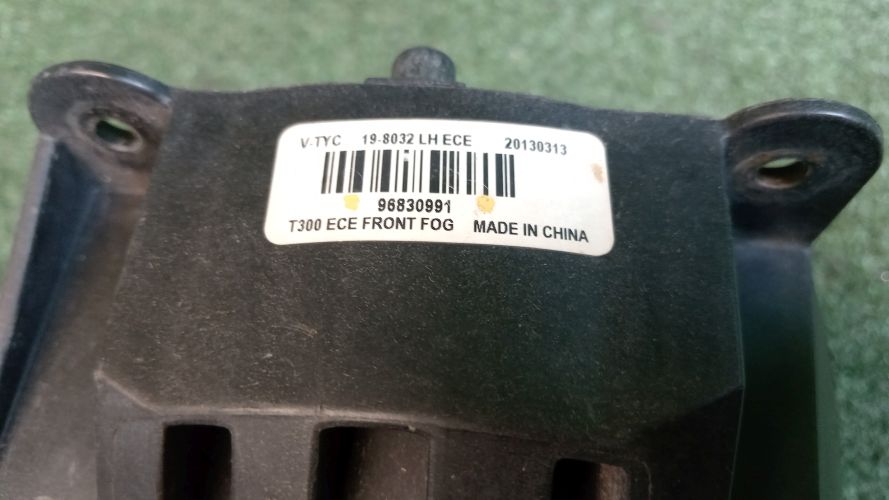 V-TYC 19-8032 LH ECE 20130313
96830991
T300 ECE FRONT FOG MADE IN CHINA